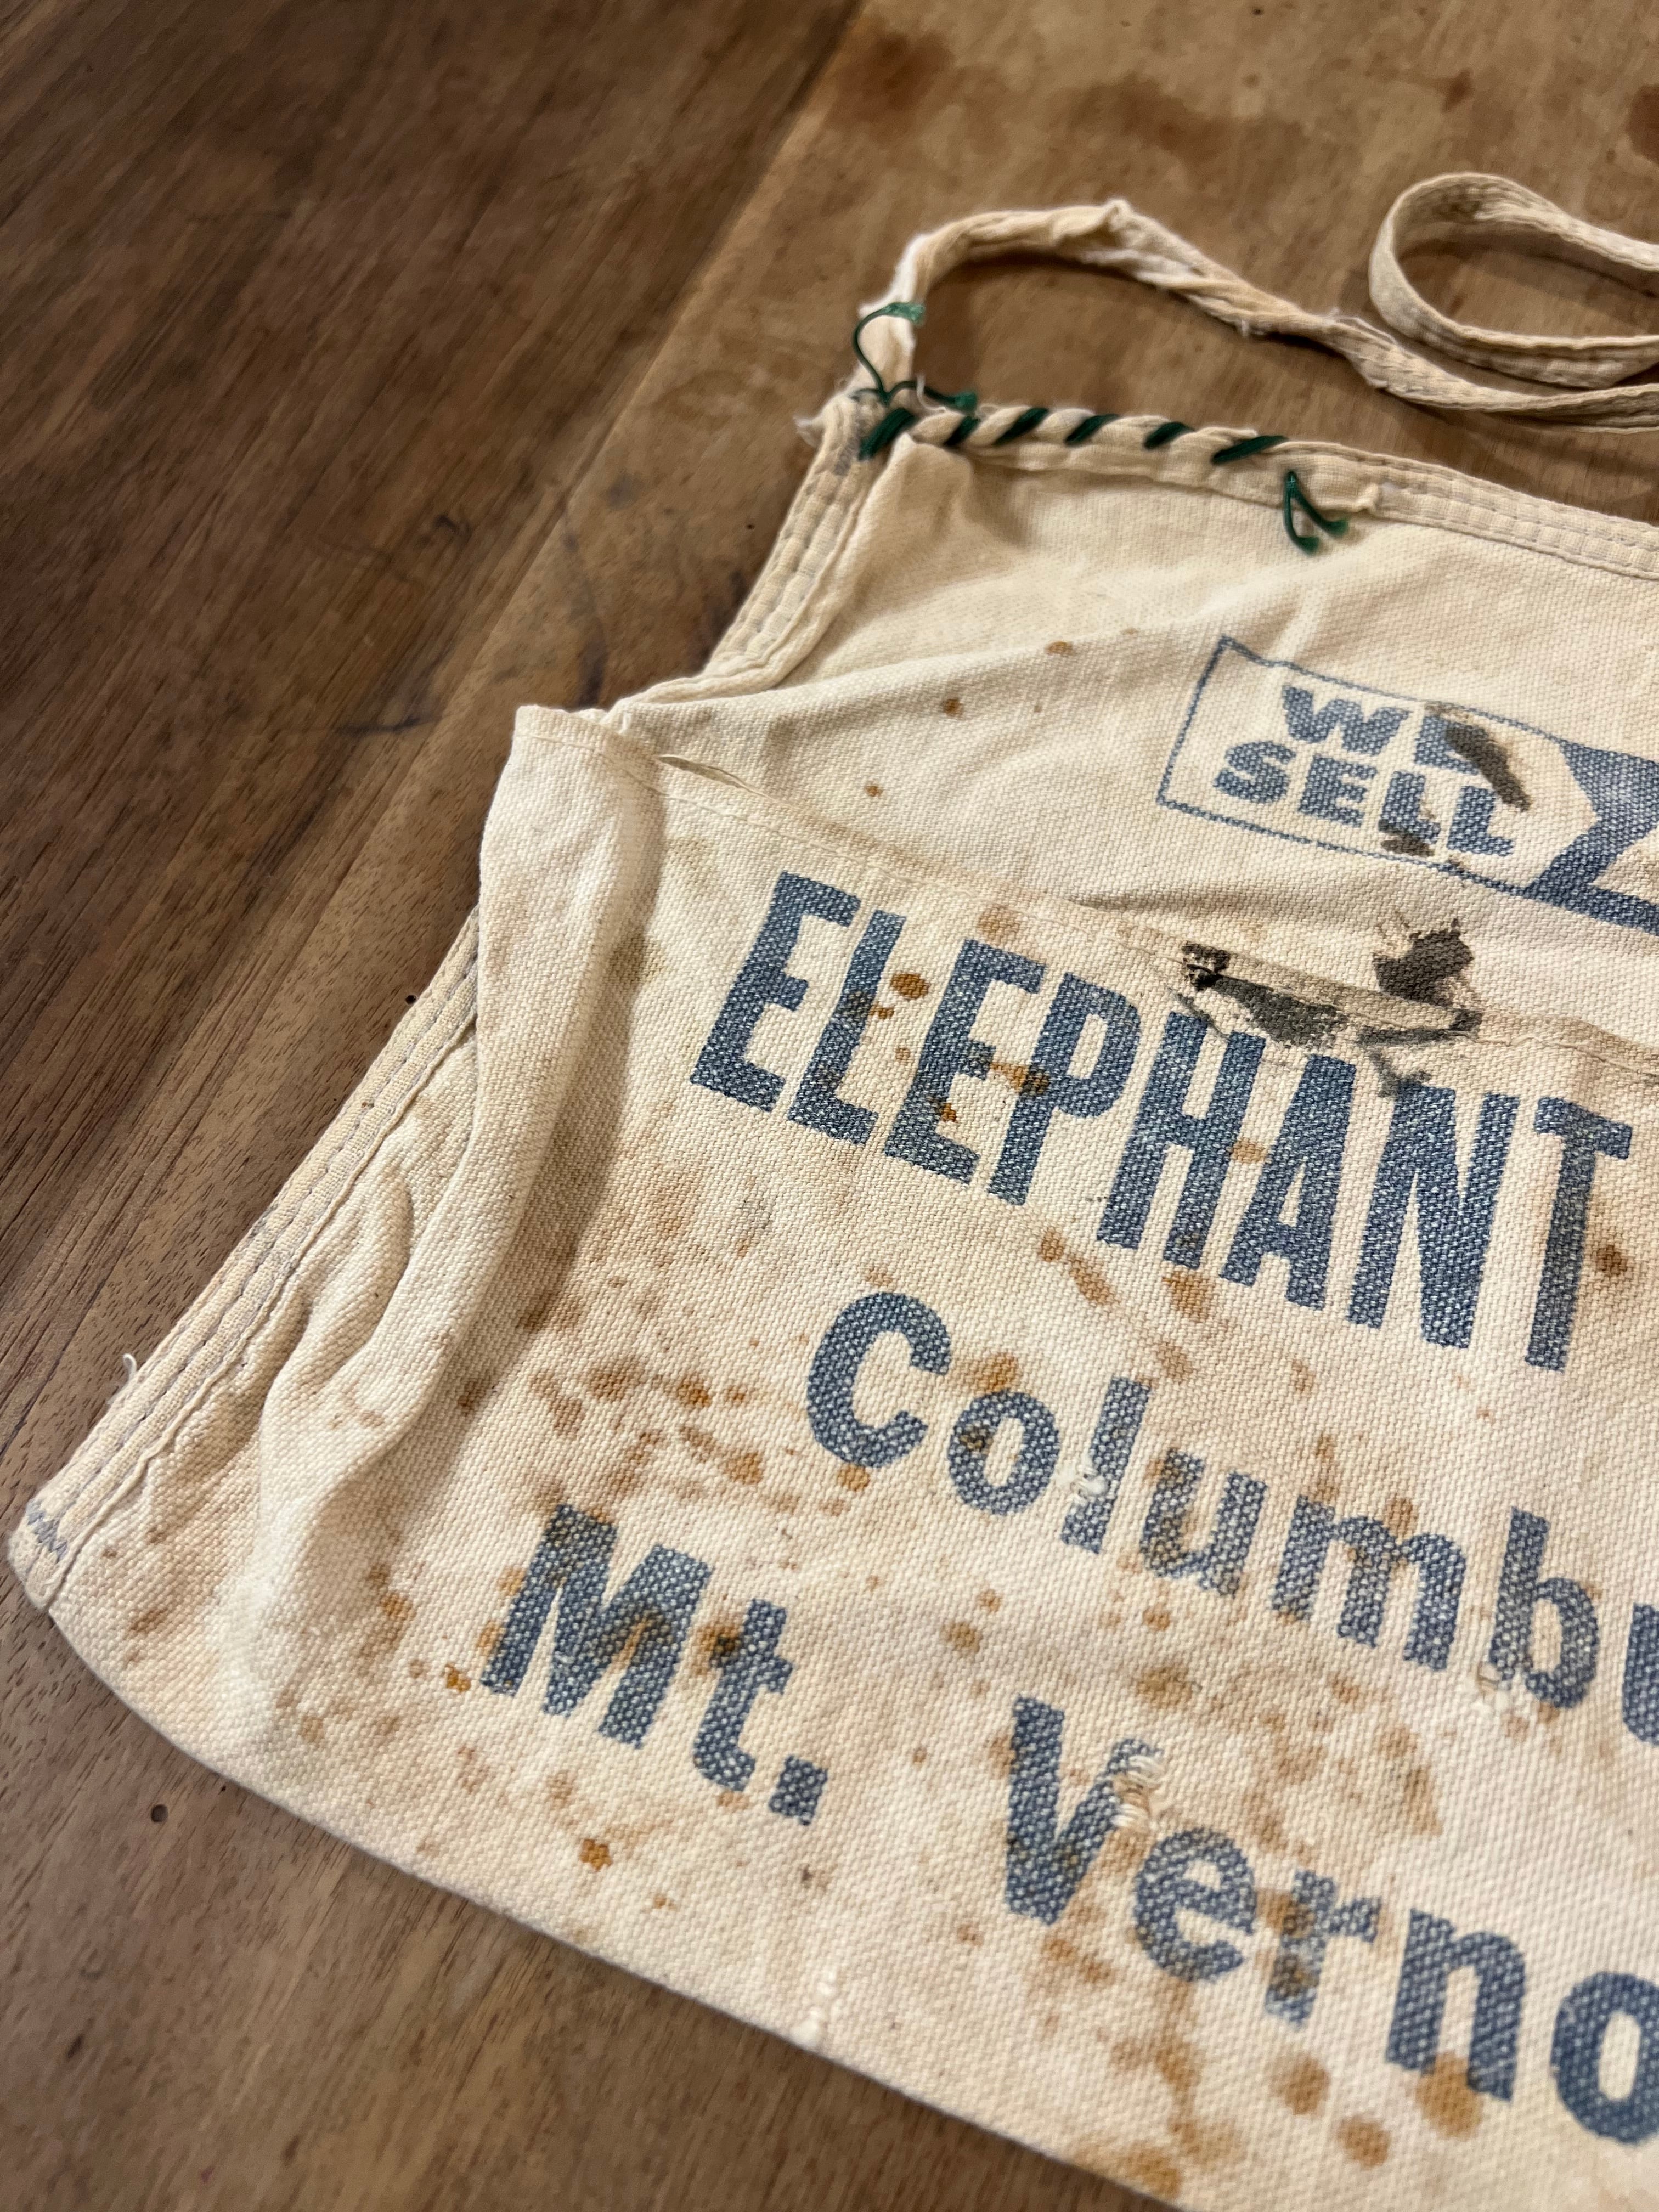 WE
SELL
ELEPHANT
Columbu
Mt. Verno